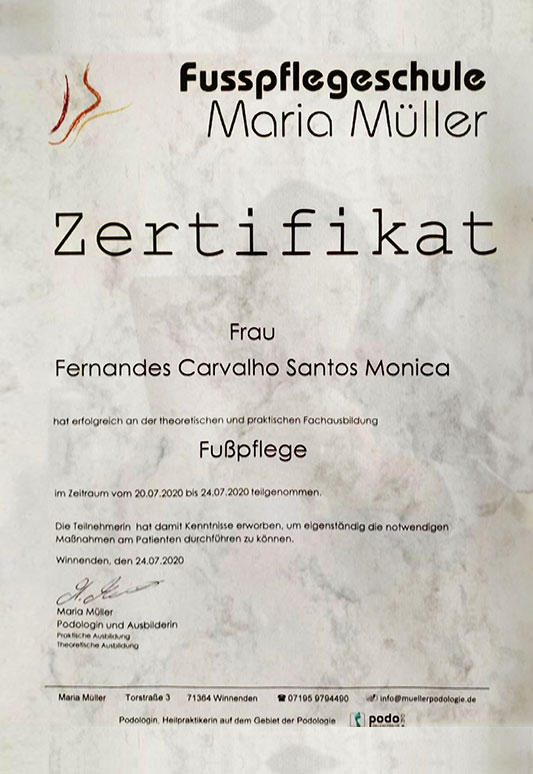 Fusspflegeschule
Maria Müller
Zertifikat
Frau
Fernandes Carvalho Santos Monica
hat erfolgreich an der theoretischen und praktischen Fachausbildung
Fußpflege
im Zeitraum vom 20.07.2020 bis 24.07.2020 teilgenommen.
Die Teilnehmerin hat damit Kenntnisse erworben, um eigenständig die notwendigen
Maßnahmen am Patienten durchführen zu können.
Winnenden, den 24.07.2020
Maria Müller
Podologin und Ausbilderin
Praktische Ausbildung
Theoretische Ausbildung
Maria Müller Torstraße 3 71364 Winnenden ☎ 07195 9794490 info@muellerpodologie.de
Podologin, Heilpraktikerin auf dem Gebiet der Podologie podo